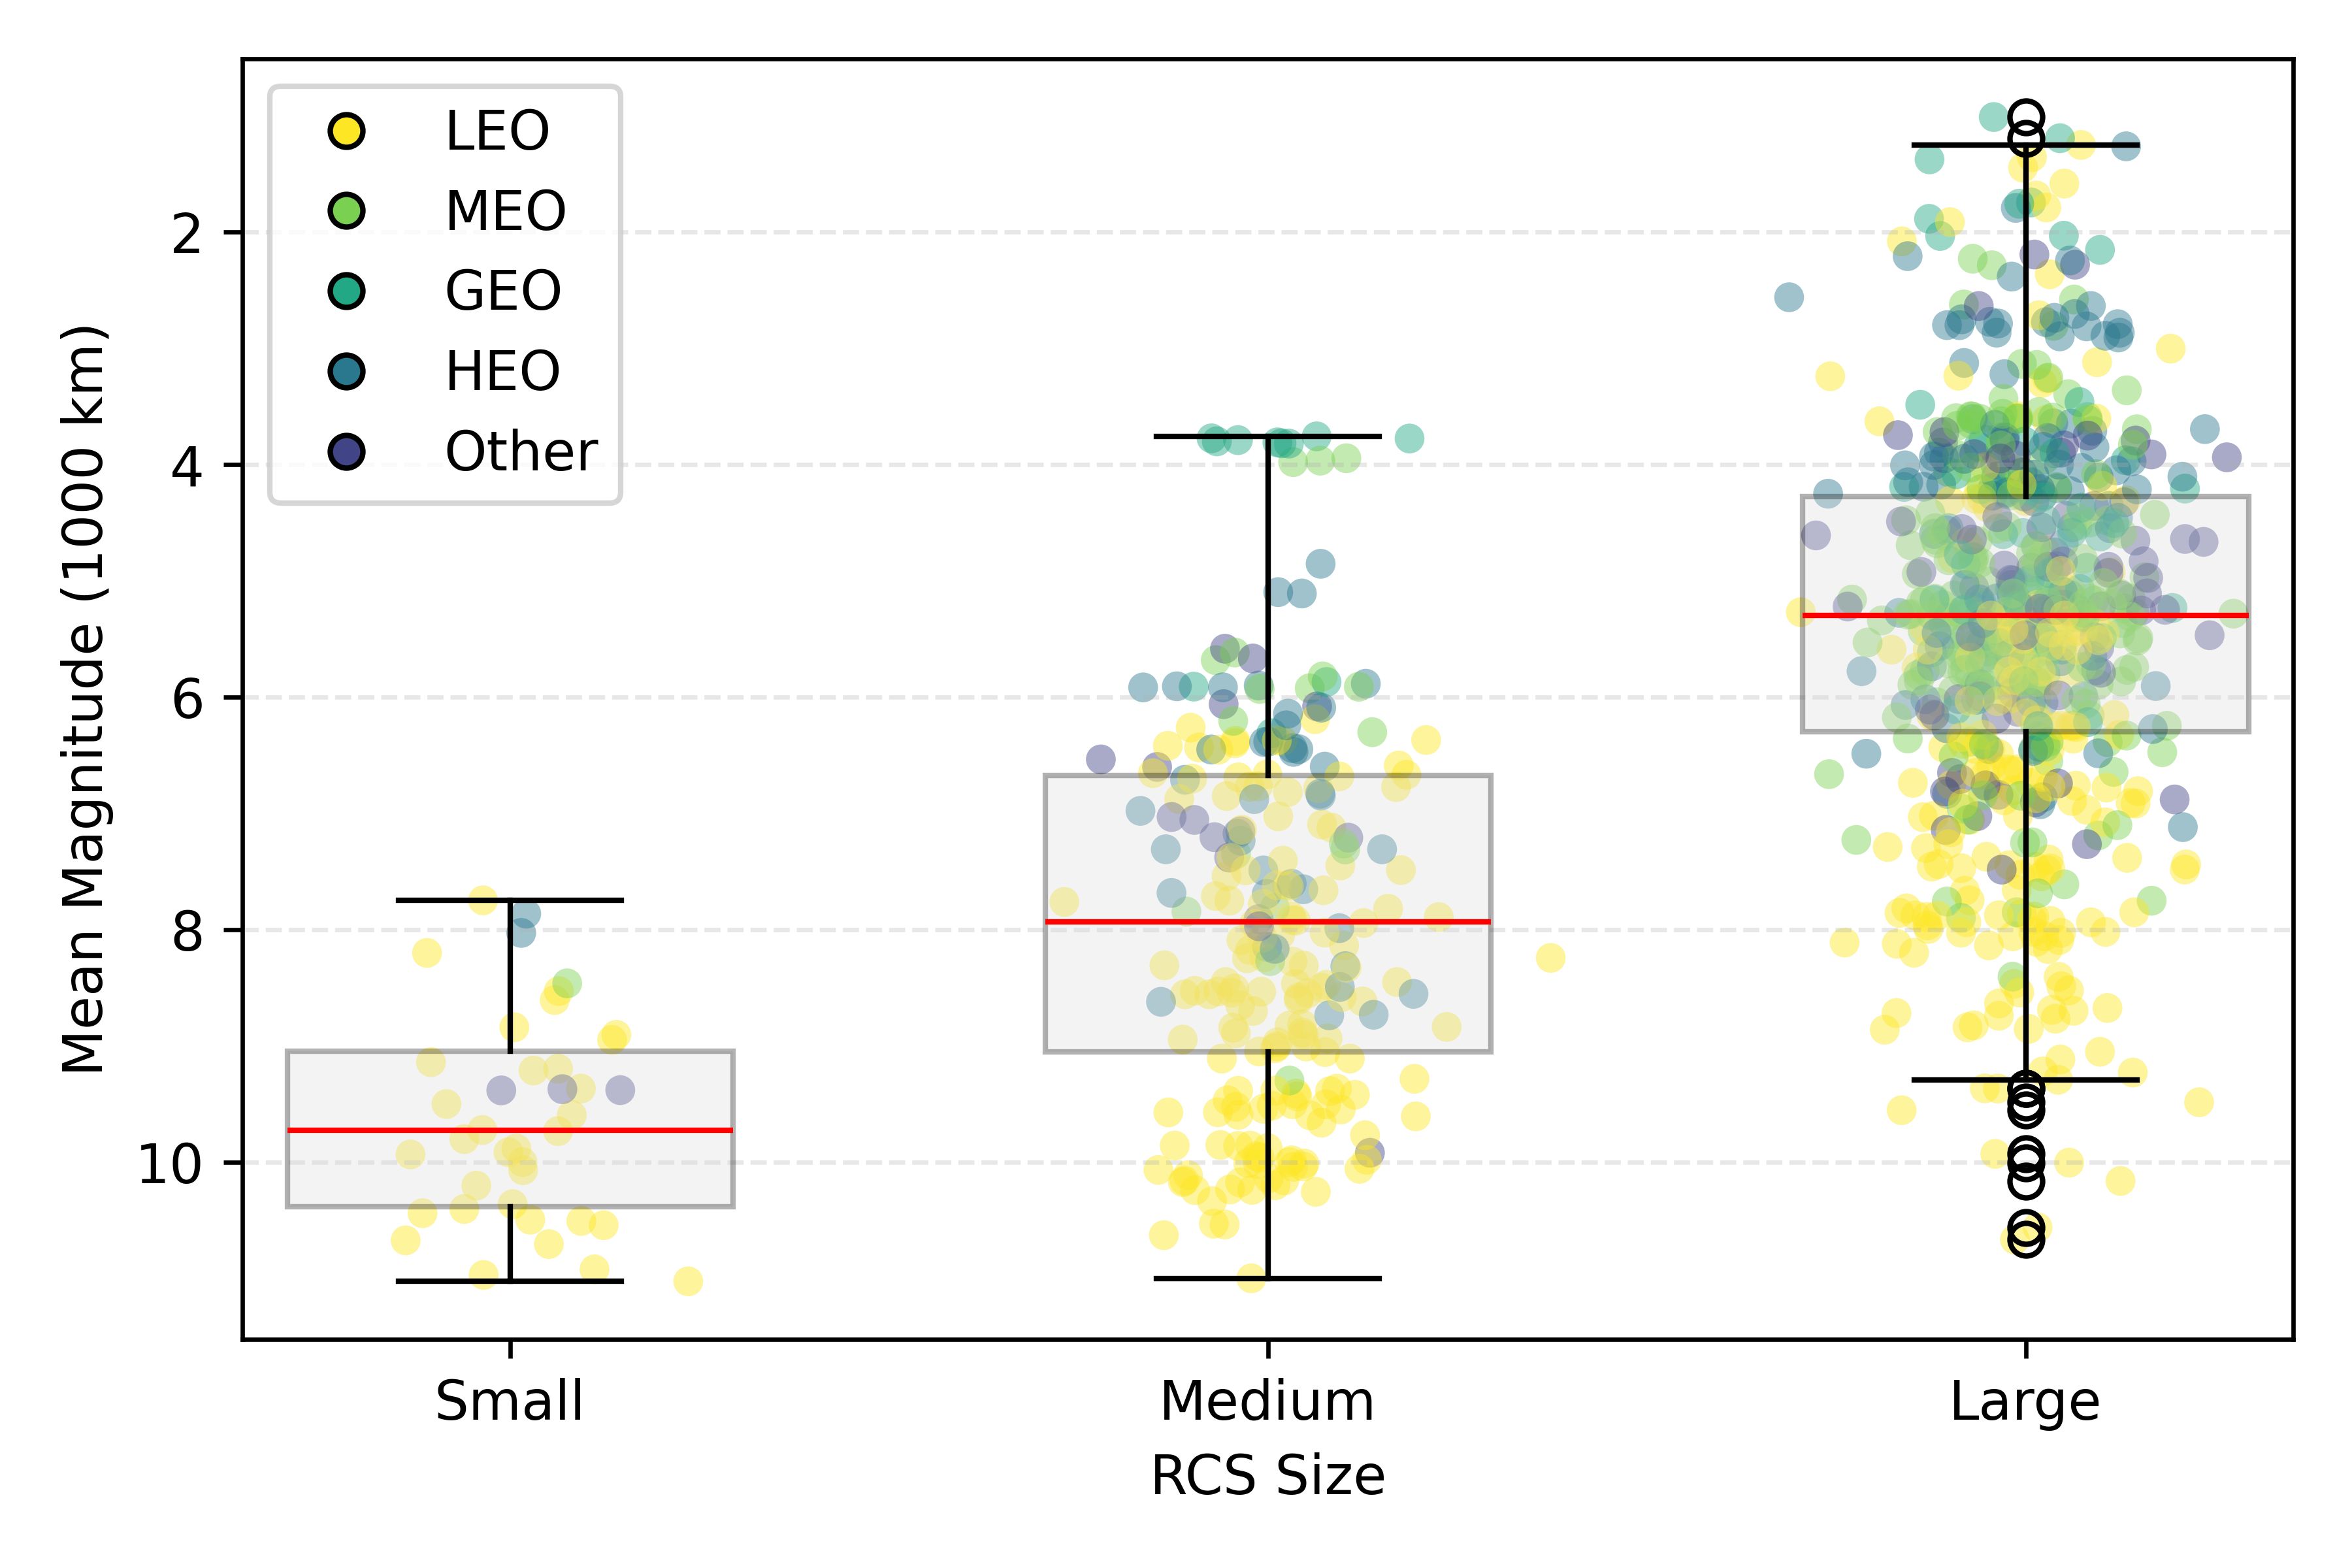 LEO
MEO
GEO
HEO
Other
Mean Magnitude (1000 km)
2
4
6
8
10
Small
Medium
Large
RCS Size